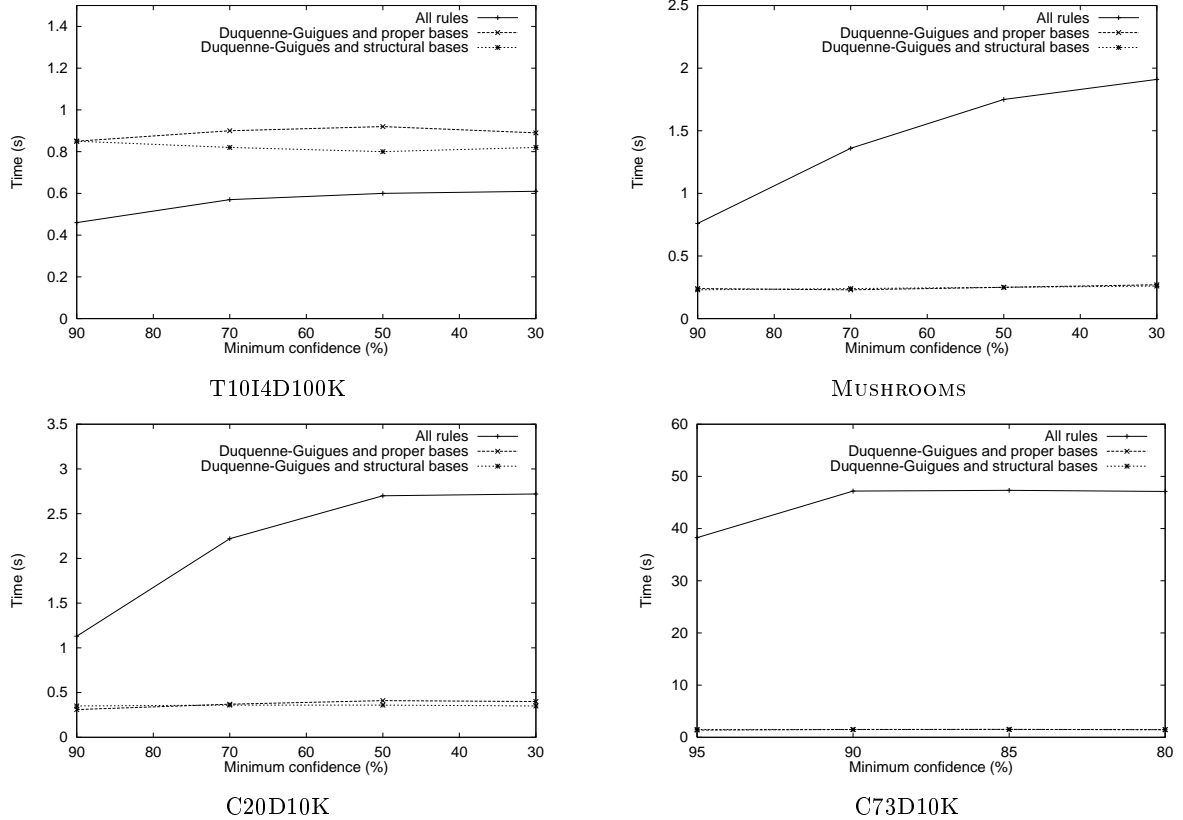 1.4
1.2
1
0.8
0.6
0.4
0.2
0
Time (s)
All rules
Duquenne-Guigues and proper bases
Duquenne-Guigues and structural bases
90 80 70 60 50 40 30
Minimum confidence (%)
T10I4D100K
2.5
2
1.5
1
0.5
0
Time (s)
All rules
Duquenne-Guigues and proper bases
Duquenne-Guigues and structural bases
90 80 70 60 50 40 30
Minimum confidence (%)
MUSHROOMS
3.5
3
2.5
2
1.5
1
0.5
0
Time (s)
All rules
Duquenne-Guigues and proper bases
Duquenne-Guigues and structural bases
90 80 70 60 50 40 30
Minimum confidence (%)
C20D10K
60
50
40
30
20
10
0
Time (s)
All rules
Duquenne-Guigues and proper bases
Duquenne-Guigues and structural bases
95 90 85 80
Minimum confidence (%)
C73D10K